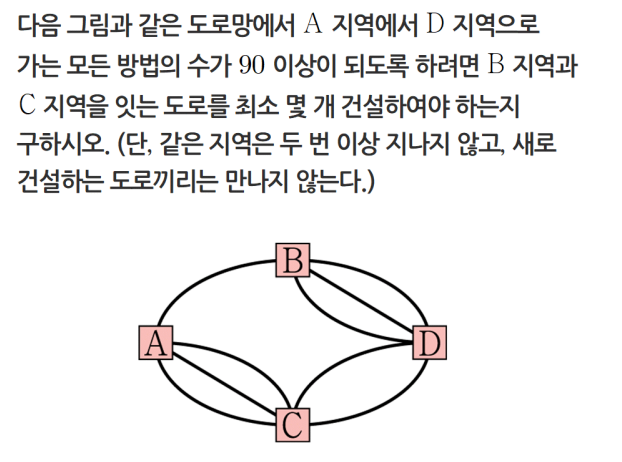 다음 그림과 같은 도로망에서 A 지역에서 D 지역으로
가는 모든 방법의 수가 90 이상이 되도록 하려면 B 지역과
C 지역을 잇는 도로를 최소 몇 개 건설하여야 하는지
구하시오. (단, 같은 지역은 두 번 이상 지나지 않고, 새로
건설하는 도로끼리는 만나지 않는다.)
B
A
D
C